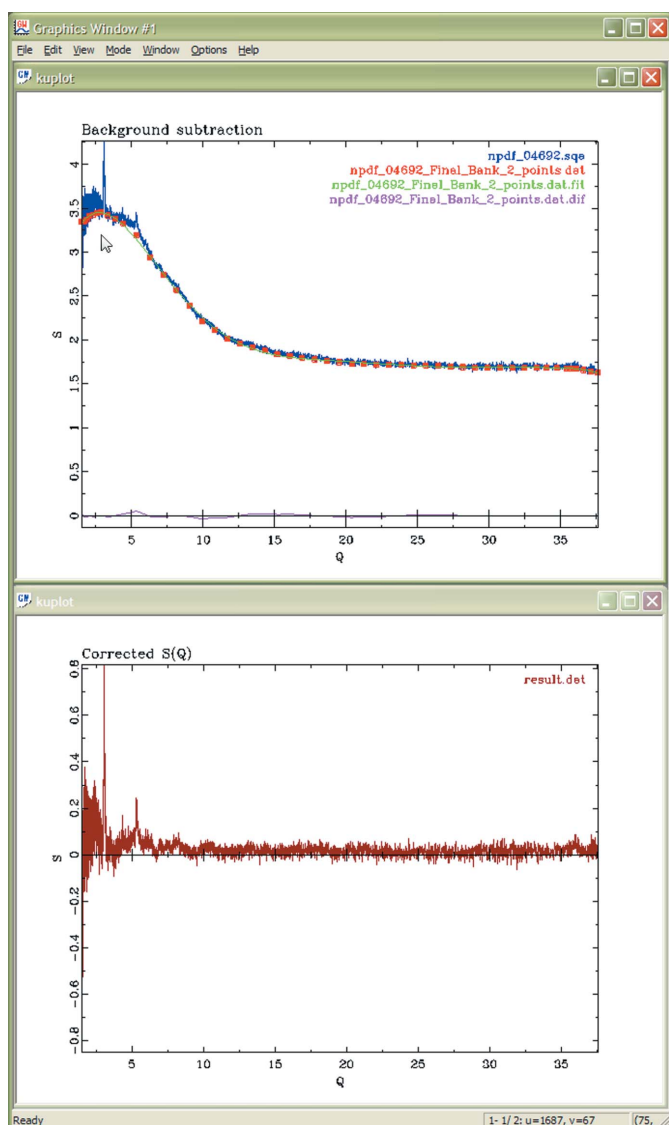 Graphics Window #1
File Edit View Mode Window Options Help
kuplot
Background subtraction
npdf_04692.sqe
npdf_04692_Final_Bank_2_points.dat
npdf_04692_Final_Bank_2_points.dat.fit
npdf_04692_Final_Bank_2_points.dat.dif
4
3.5
3
2.5
2
1.5
1
0.5
0
S
5 10 15 20 25 30 35
Q
kuplot
Corrected S(Q)
result.dat
0.8
0.6
0.4
0.2
0
−0.2
−0.4
−0.6
−0.8
S
5 10 15 20 25 30 35
Q
Ready 1- 1/ 2: u=1687, v=67 (75,